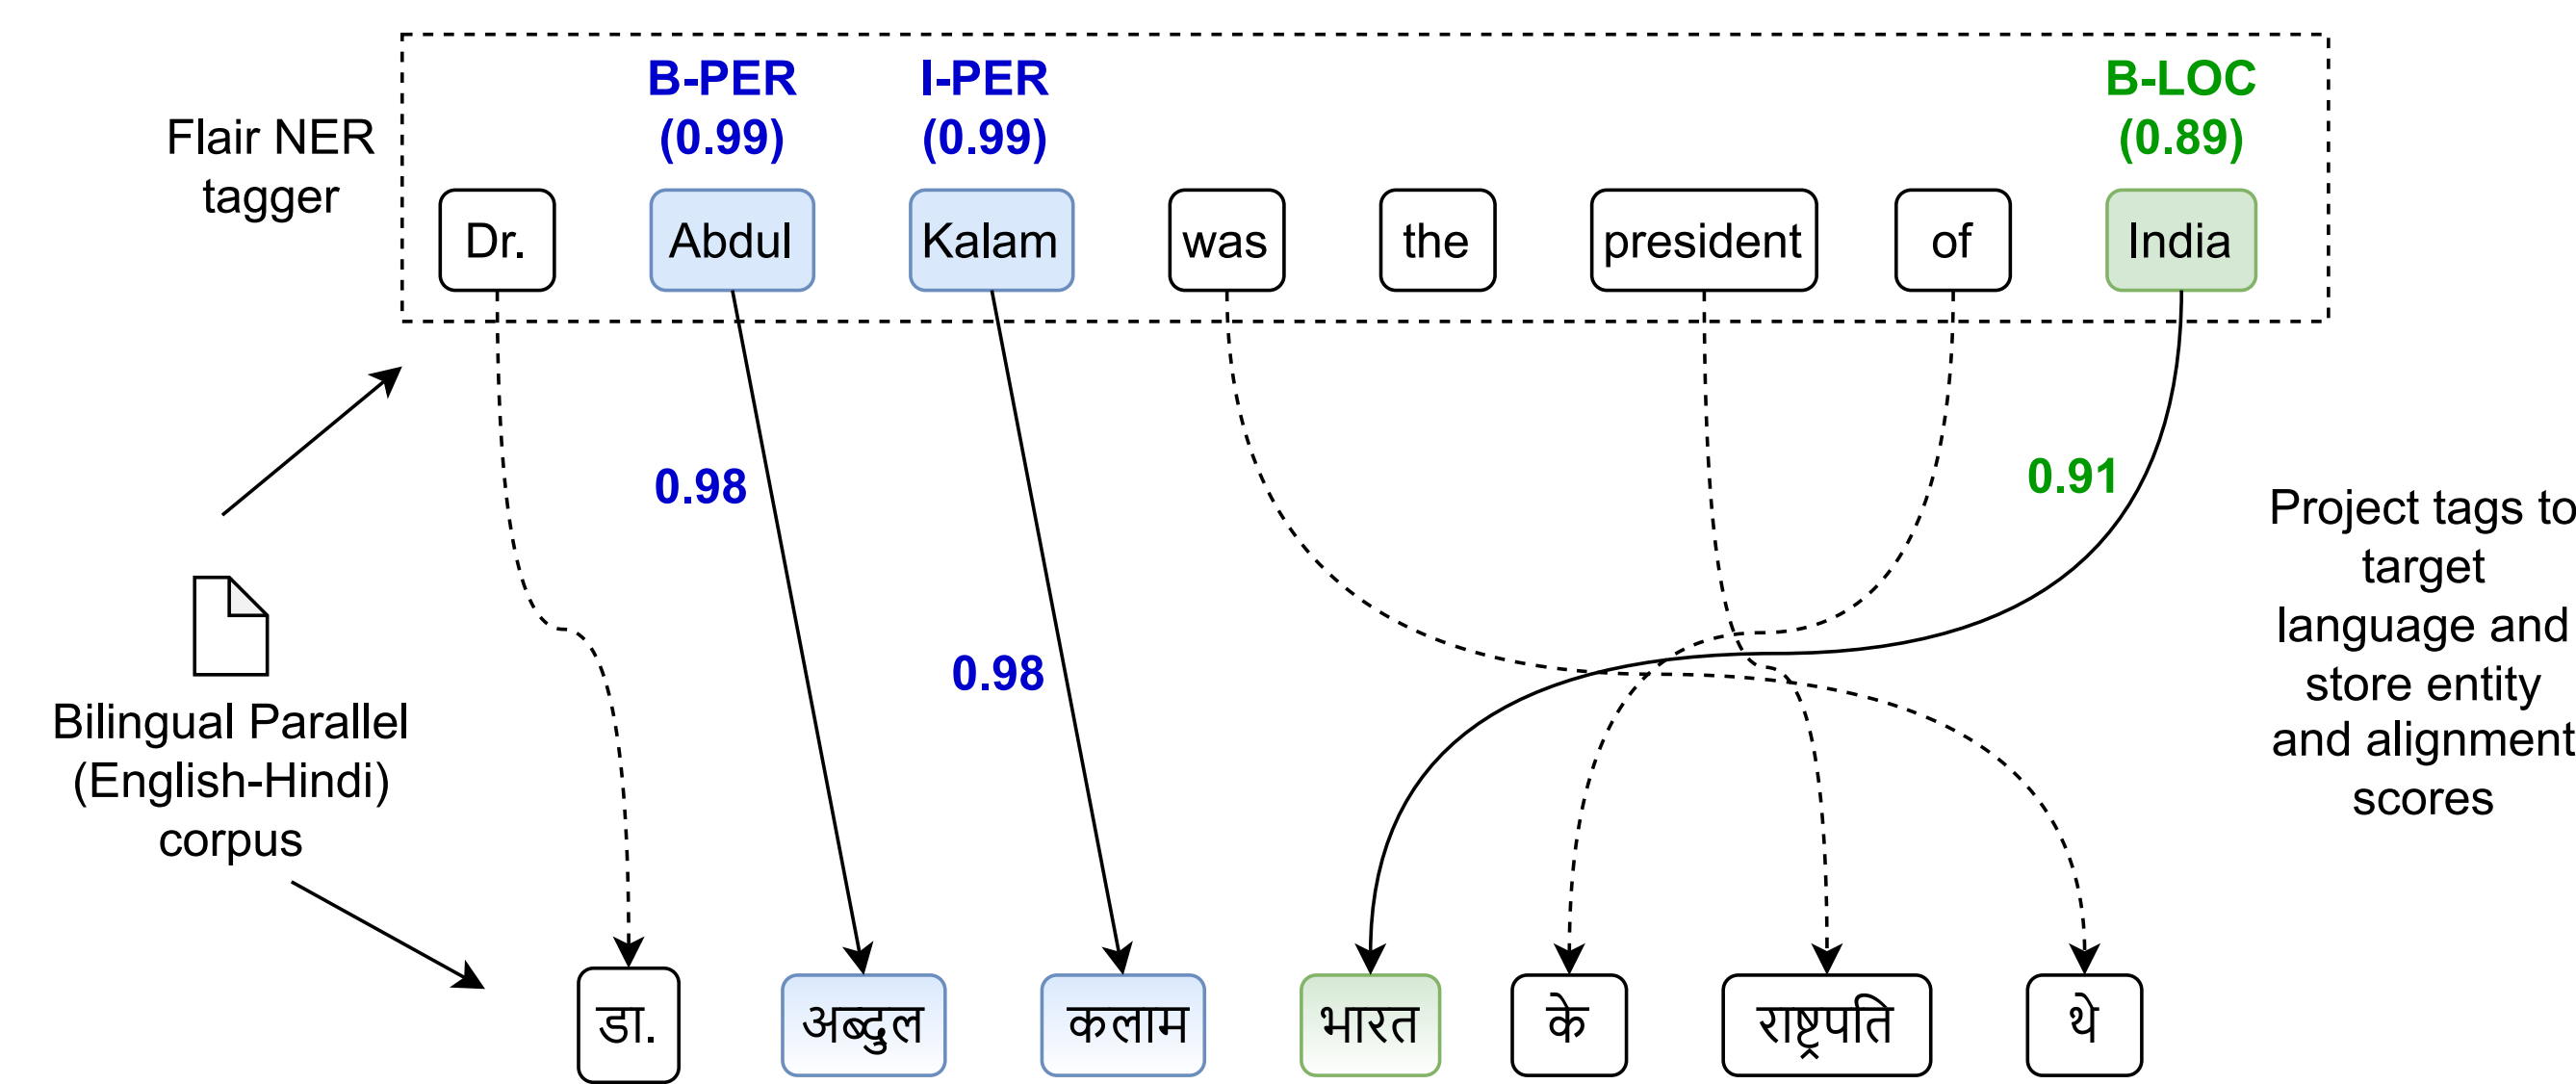 Flair NER
tagger
B-PER
(0.99)
I-PER
(0.99)
B-LOC
(0.89)
Dr. Abdul Kalam was the president of India
0.98
0.98
0.91
Bilingual Parallel
(English-Hindi)
corpus
Project tags to
target
language and
store entity
and alignment
scores
डा. अब्दुल कलाम भारत के राष्ट्रपति थे